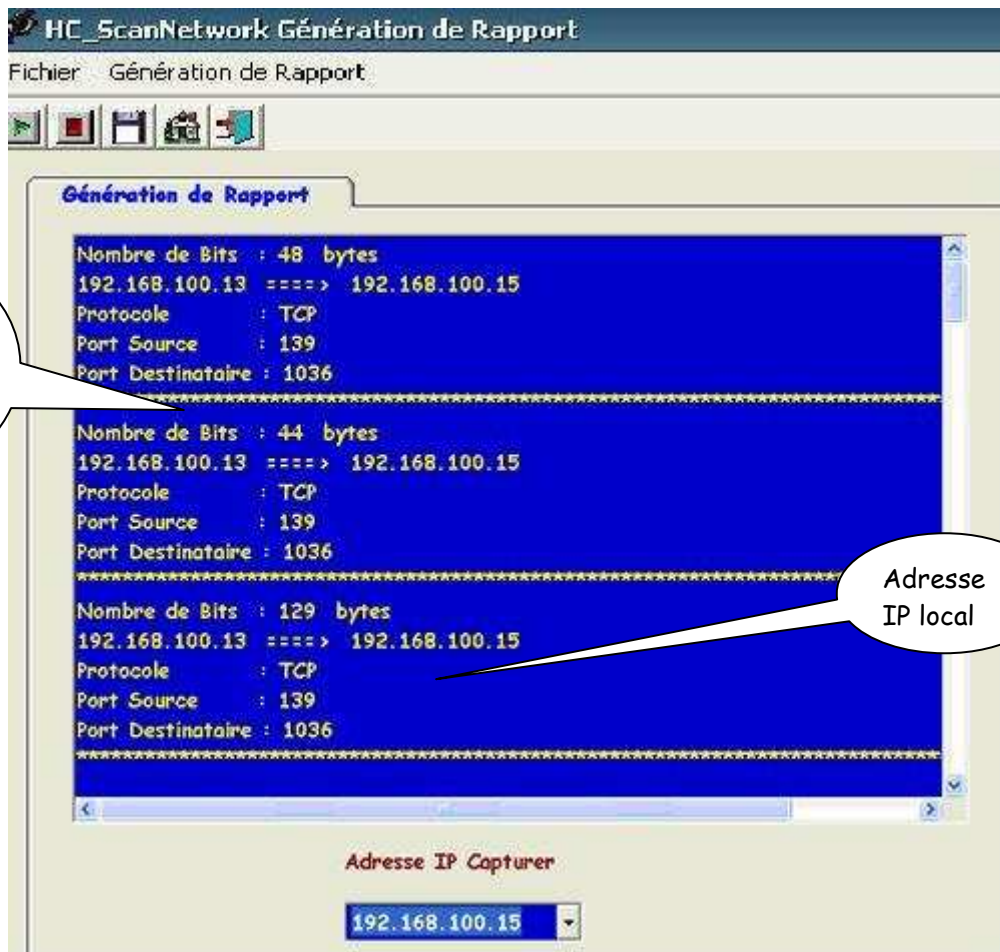 HC_ScanNetwork Génération de Rapport
Fichier Génération de Rapport
Génération de Rapport
Nombre de Bits : 48 bytes
192.168.100.13 ====> 192.168.100.15
Protocole : TCP
Port Source : 139
Port Destinataire : 1036
********************************************************************************
Nombre de Bits : 44 bytes
192.168.100.13 ====> 192.168.100.15
Protocole : TCP
Port Source : 139
Port Destinataire : 1036
********************************************************************************
Nombre de Bits : 129 bytes
192.168.100.13 ====> 192.168.100.15
Protocole : TCP
Port Source : 139
Port Destinataire : 1036
********************************************************************************
Adresse
IP local
Adresse IP Capturer
192.168.100.15